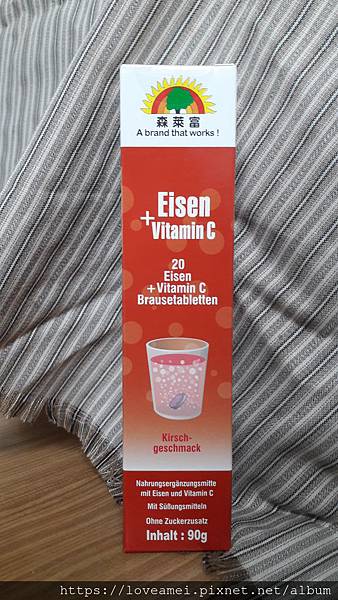 森萊富
A brand that works !
Eisen
+Vitamin C
20
Eisen
+Vitamin C
Brausetabletten
Kirsch-
geschmack
Nahrungsergänzungsmitte
mit Eisen und Vitamin C
Mit Süßungsmitteln
Ohne Zuckerzusatz
Inhalt : 90g
https://loveamei.pixnet.net/album